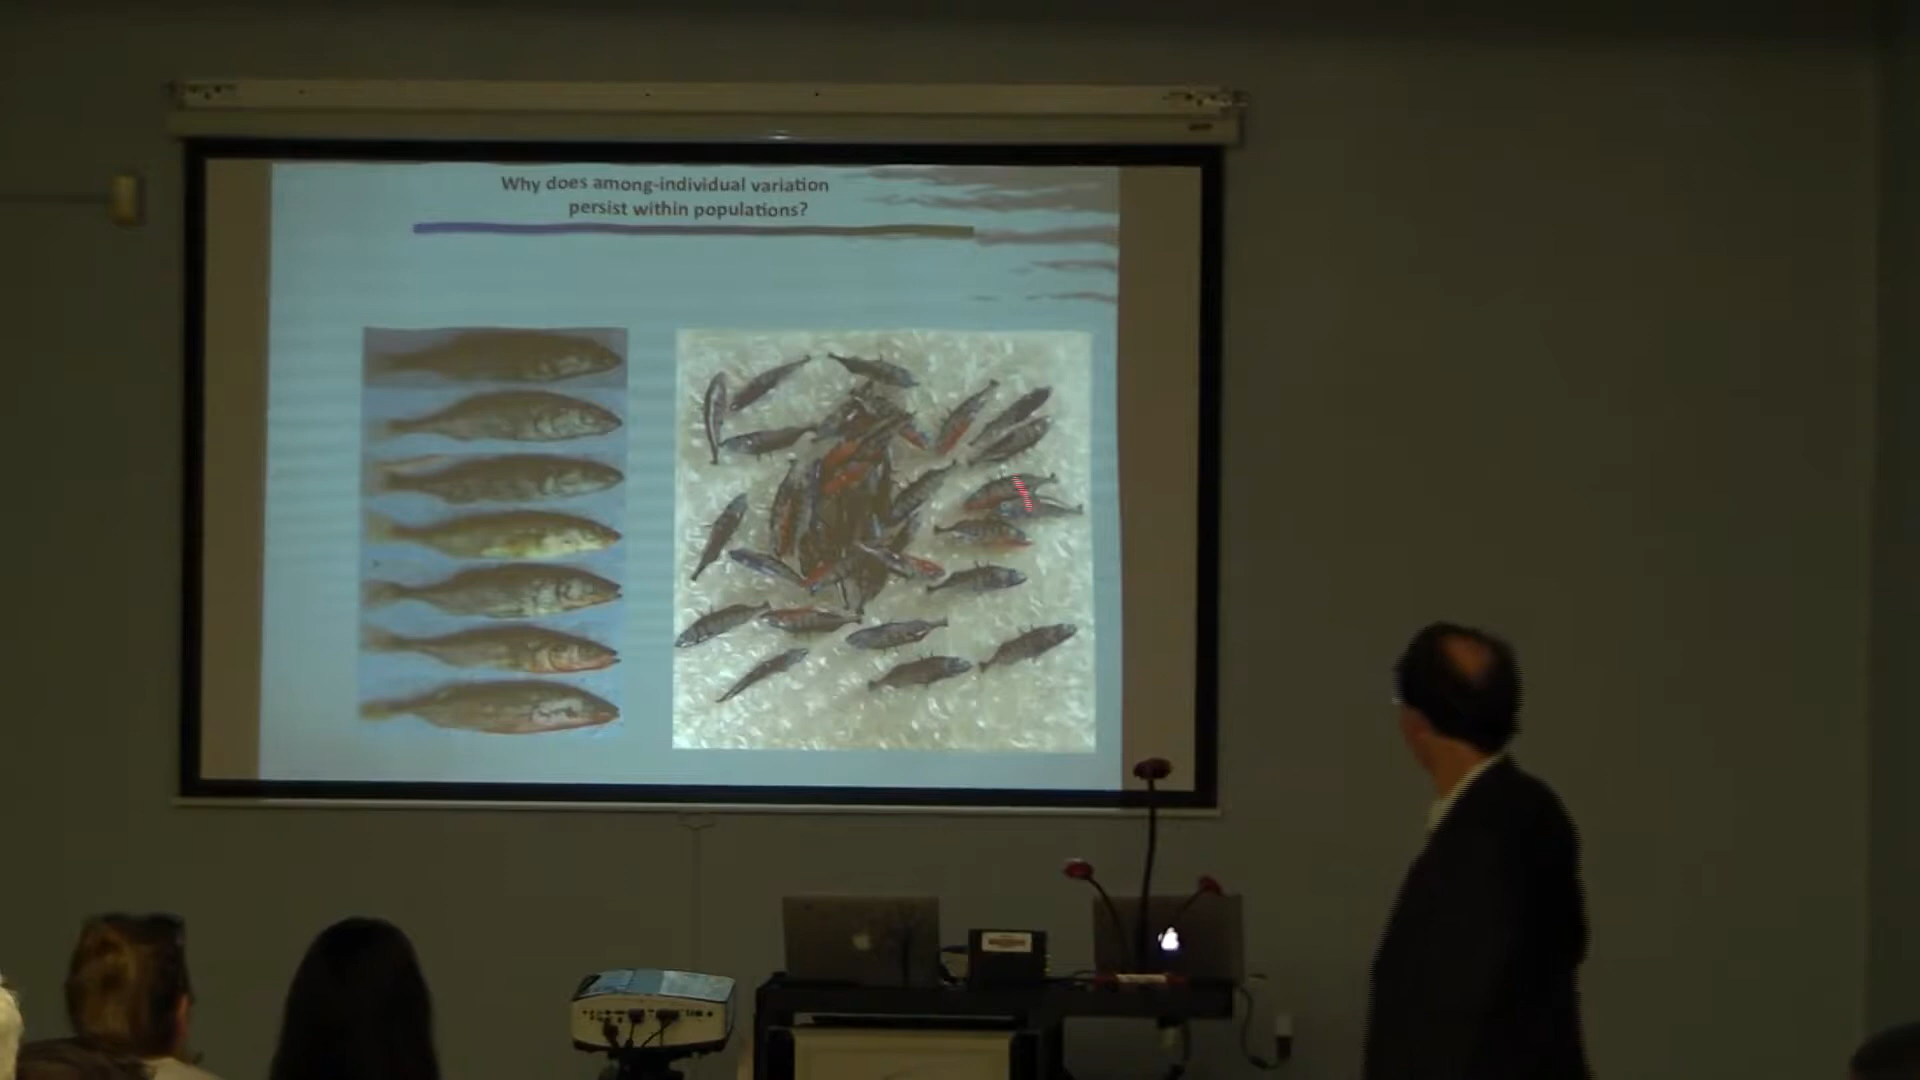 Why does among-individual variation
persist within populations?